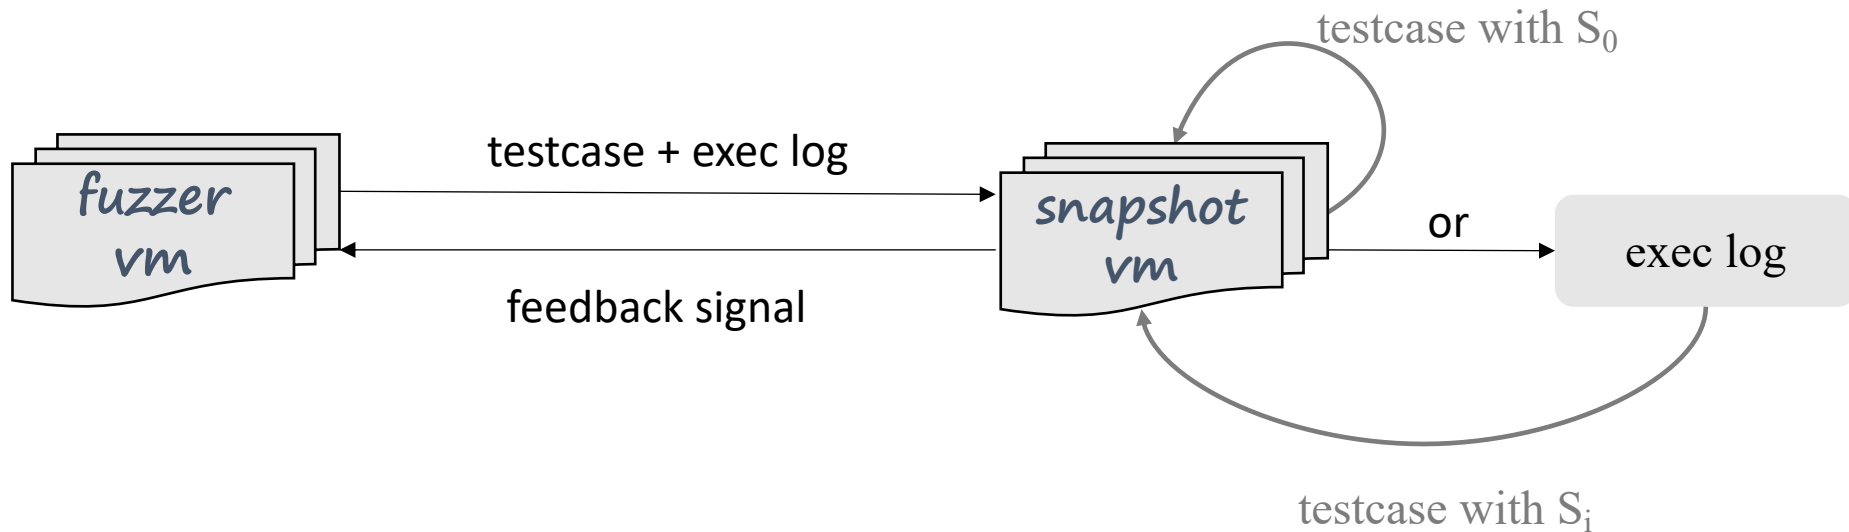 testcase with S₀
testcase + exec log
fuzzer
vm
snapshot
vm
or
exec log
feedback signal
testcase with Sᵢ